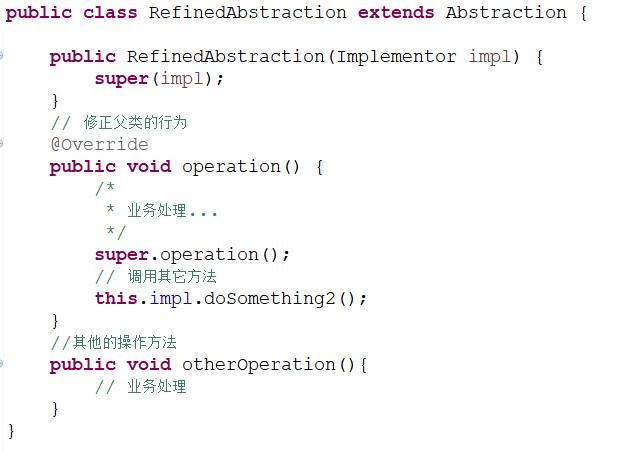 public class RefinedAbstraction extends Abstraction {
public RefinedAbstraction(Implementor impl) {
super(impl);
}
// 修正父类的行为
@Override
public void operation() {
/*
* 业务处理...
*/
super.operation();
// 调用其它方法
this.impl.doSomething2();
}
//其他的操作方法
public void otherOperation(){
// 业务处理
}
}